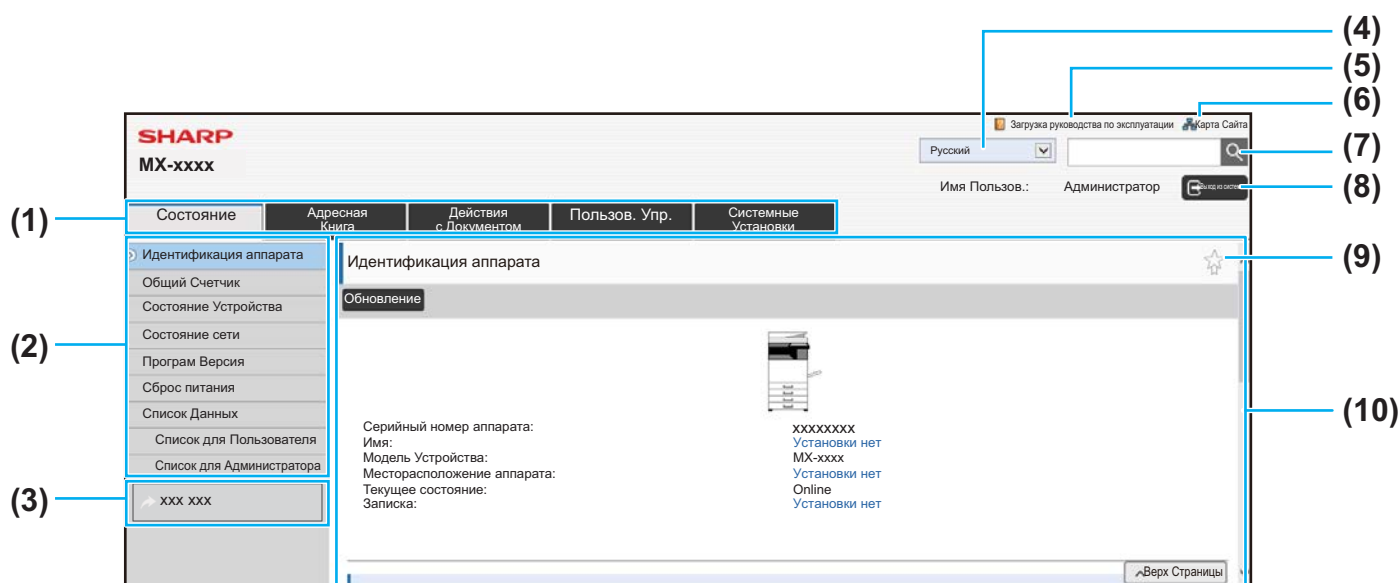 (4)
(5)
(6)
Загрузка руководства по эксплуатации Карта Сайта
SHARP
Русский
(7)
MX-xxxx
Имя Пользов.: Администратор Выход из систем
(8)
(1)
Состояние
Адресная
Книга
Действия
с Документом
Пользов. Упр.
Системные
Установки
Идентификация аппарата
Идентификация аппарата
(9)
Общий Счетчик
Состояние Устройства
Обновление
Состояние сети
(2)
Програм Версия
Сброс питания
Список Данных
(10)
Список для Пользователя
Список для Администратора
Серийный номер аппарата: xxxxxxxx
Имя: Установки нет
Модель Устройства: MX-xxxx
Месторасположение аппарата: Установки нет
Текущее состояние: Online
Записка: Установки нет
(3)
xxx xxx
Верх Страницы